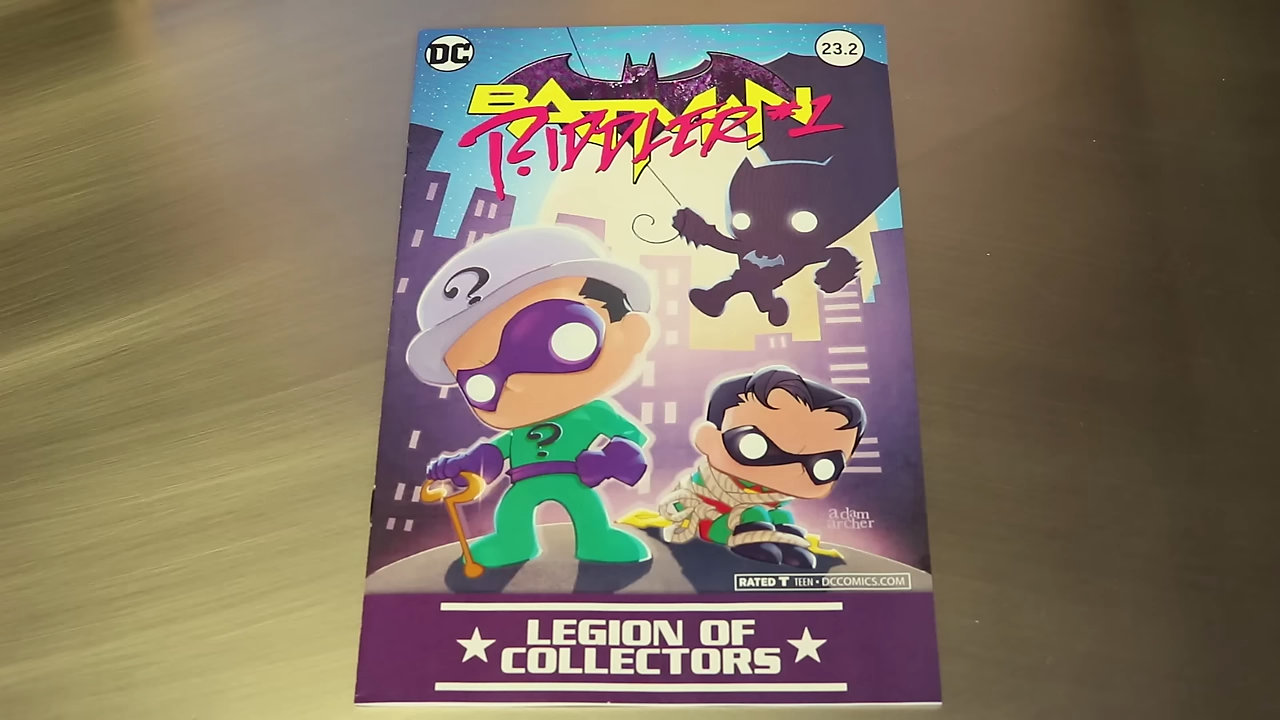 DC
23.2
BATMAN
RIDDLER #1
?
?
adam
archer
RATED T TEEN • DCCOMICS.COM
LEGION OF
COLLECTORS